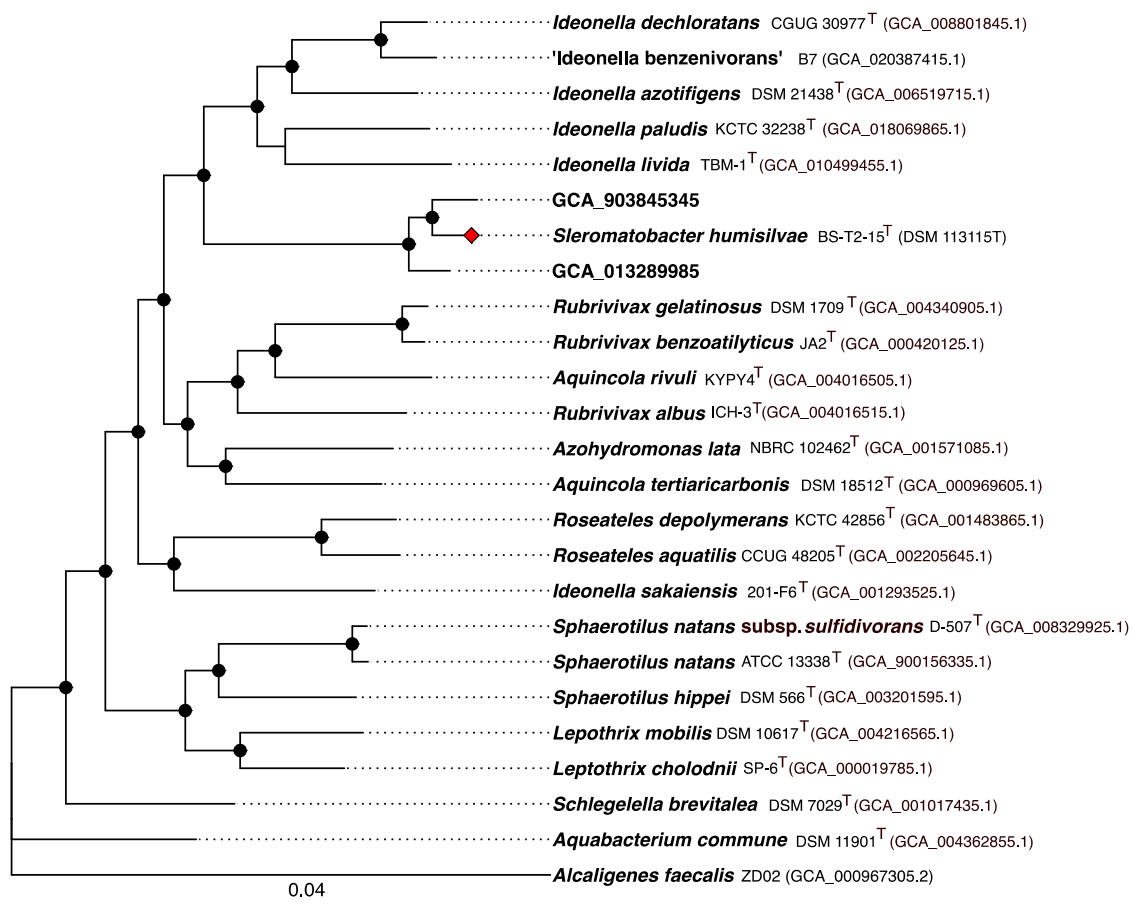 Ideonella dechloratans CGUG 30977T (GCA_008801845.1)
'Ideonella benzenivorans' B7 (GCA_020387415.1)
Ideonella azotifigens DSM 21438T (GCA_006519715.1)
Ideonella paludis KCTC 32238T (GCA_018069865.1)
Ideonella livida TBM-1T (GCA_010499455.1)
GCA_903845345
Sleromatobacter humisilvae BS-T2-15T (DSM 113115T)
GCA_013289985
Rubrivivax gelatinosus DSM 1709 T (GCA_004340905.1)
Rubrivivax benzoatilyticus JA2T (GCA_000420125.1)
Aquincola rivuli KYPY4T (GCA_004016505.1)
Rubrivivax albus ICH-3T(GCA_004016515.1)
Azohydromonas lata NBRC 102462T (GCA_001571085.1)
Aquincola tertiaricarbonis DSM 18512T (GCA_000969605.1)
Roseateles depolymerans KCTC 42856T (GCA_001483865.1)
Roseateles aquatilis CCUG 48205T (GCA_002205645.1)
Ideonella sakaiensis 201-F6T (GCA_001293525.1)
Sphaerotilus natans subsp. sulfidivorans D-507T(GCA_008329925.1)
Sphaerotilus natans ATCC 13338T (GCA_900156335.1)
Sphaerotilus hippei DSM 566T (GCA_003201595.1)
Lepothrix mobilis DSM 10617T (GCA_004216565.1)
Leptothrix cholodnii SP-6T(GCA_000019785.1)
Schlegelella brevitalea DSM 7029T (GCA_001017435.1)
Aquabacterium commune DSM 11901T (GCA_004362855.1)
Alcaligenes faecalis ZD02 (GCA_000967305.2)
0,04